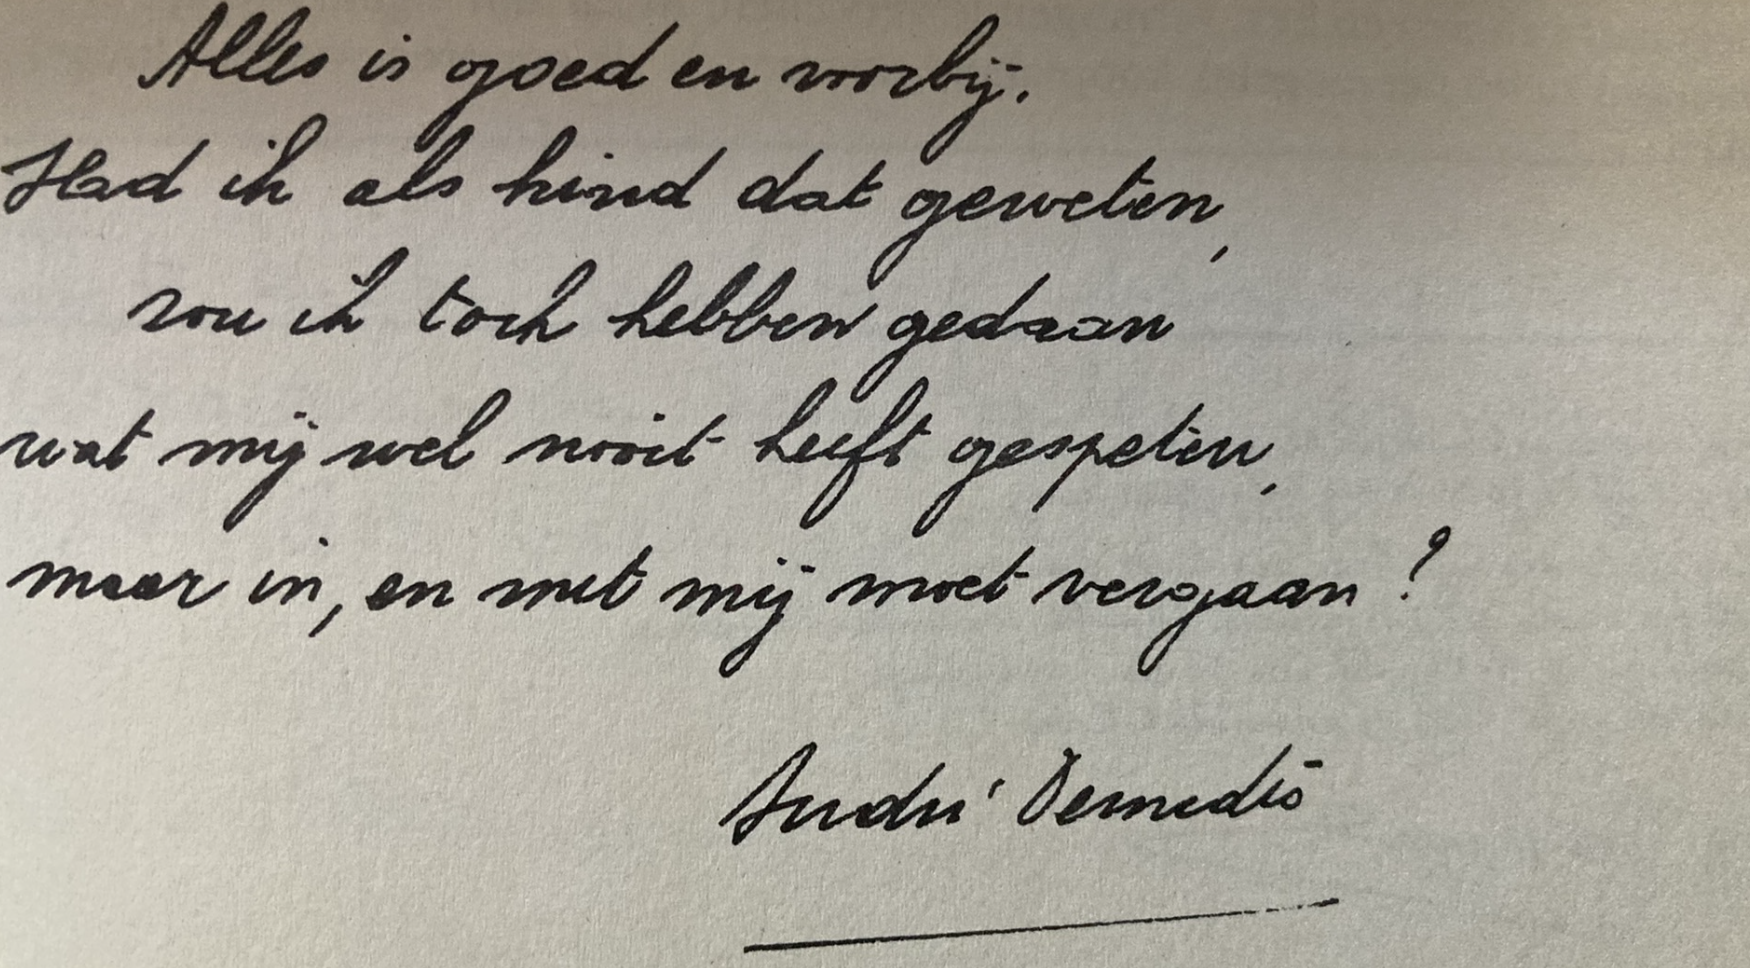 Alles is goed en voorbij.
Had ik als kind dat geweten,
zou ik toch hebben gedaan
wat mij wel nooit heeft gespeten,
maar in, en met mij moet vergaan?
André Demedts